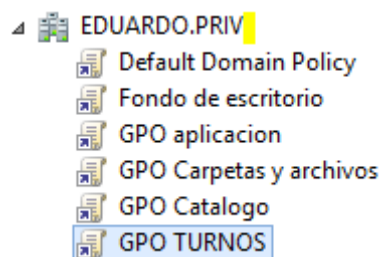 EDUARDO.PRIV
Default Domain Policy
Fondo de escritorio
GPO aplicacion
GPO Carpetas y archivos
GPO Catalogo
GPO TURNOS